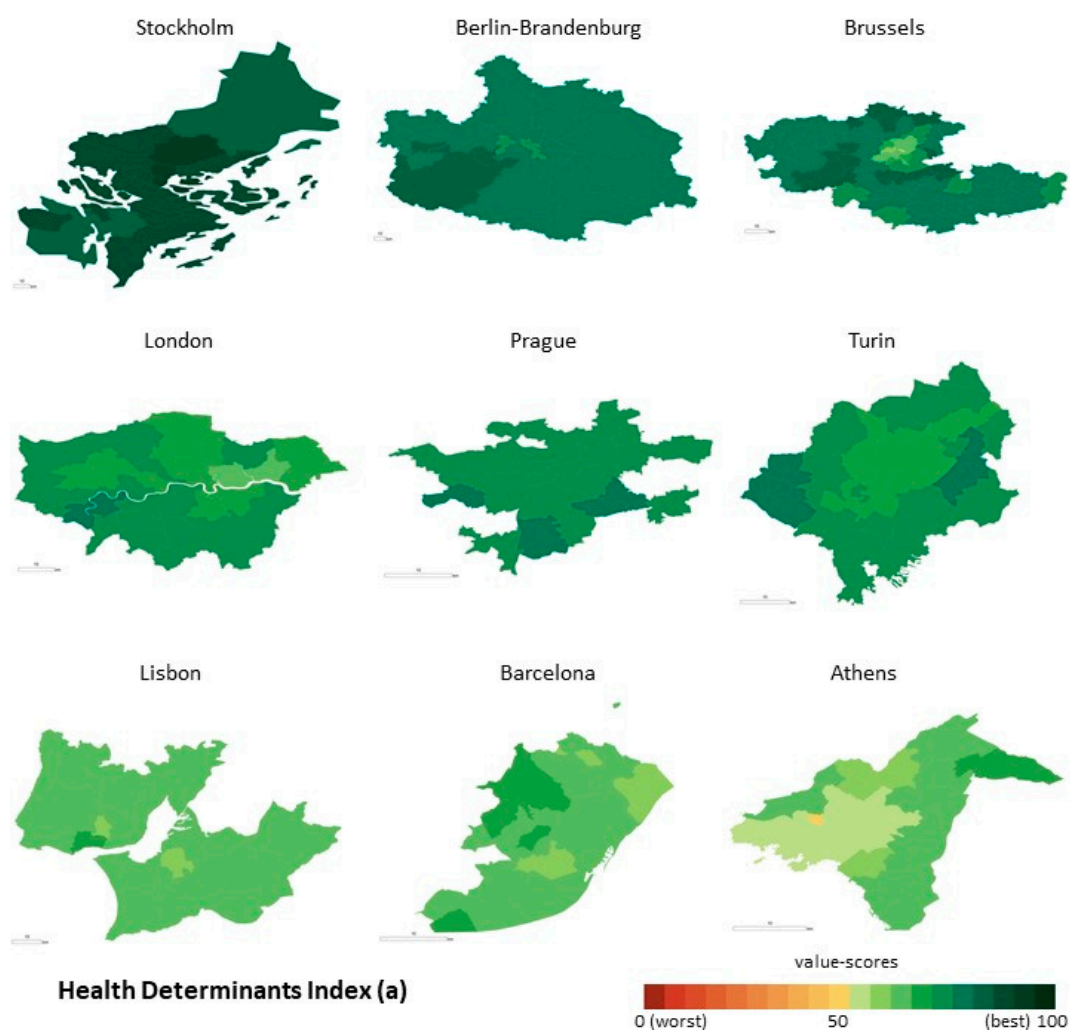 Stockholm
Berlin-Brandenburg
Brussels
London
Prague
Turin
Lisbon
Barcelona
Athens
Health Determinants Index (a)
value-scores
0 (worst)
50
(best) 100